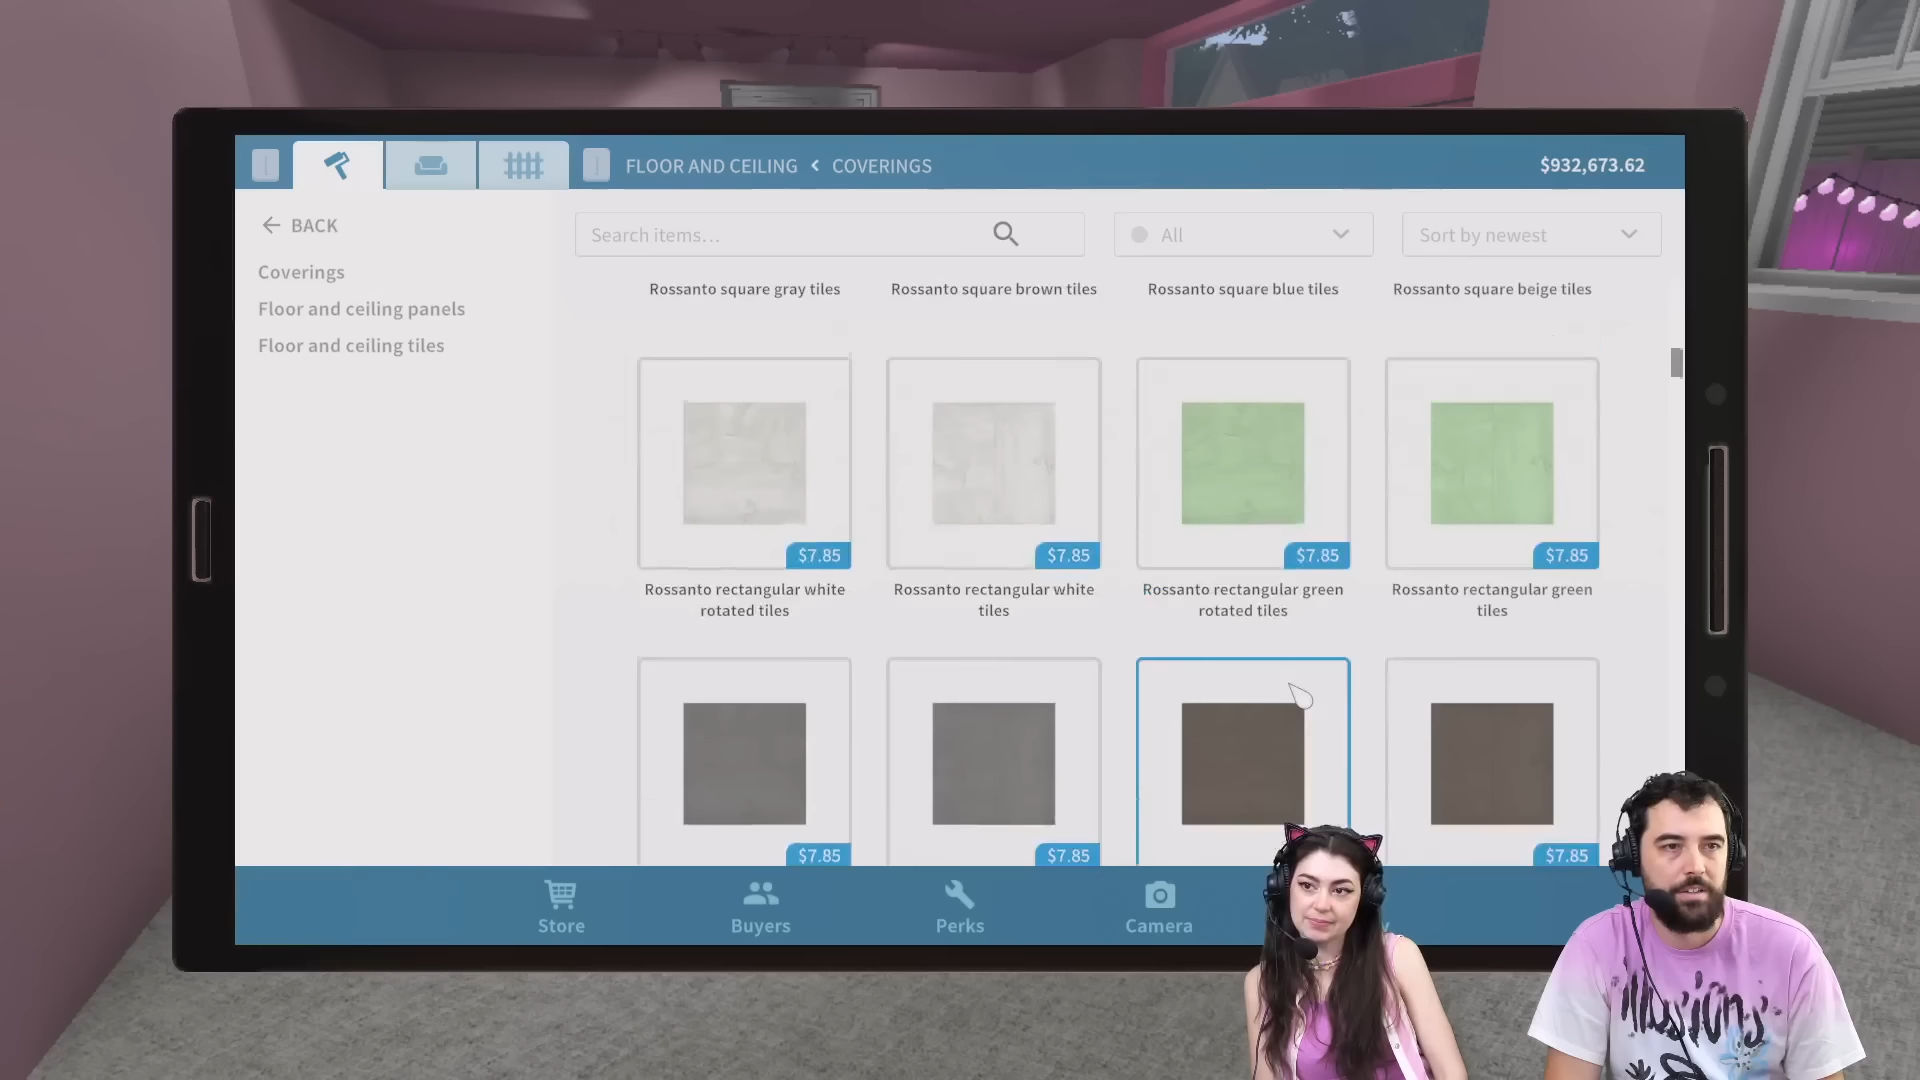 FLOOR AND CEILING < COVERINGS
$932,673.62
BACK
Coverings
Floor and ceiling panels
Floor and ceiling tiles
Search items...
All
Sort by newest
Rossanto square gray tiles
Rossanto square brown tiles
Rossanto square blue tiles
Rossanto square beige tiles
$7.85
$7.85
$7.85
$7.85
Rossanto rectangular white
rotated tiles
Rossanto rectangular white
tiles
Rossanto rectangular green
rotated tiles
Rossanto rectangular green
tiles
$7.85
$7.85
$7.85
Store
Buyers
Perks
Camera
illusions